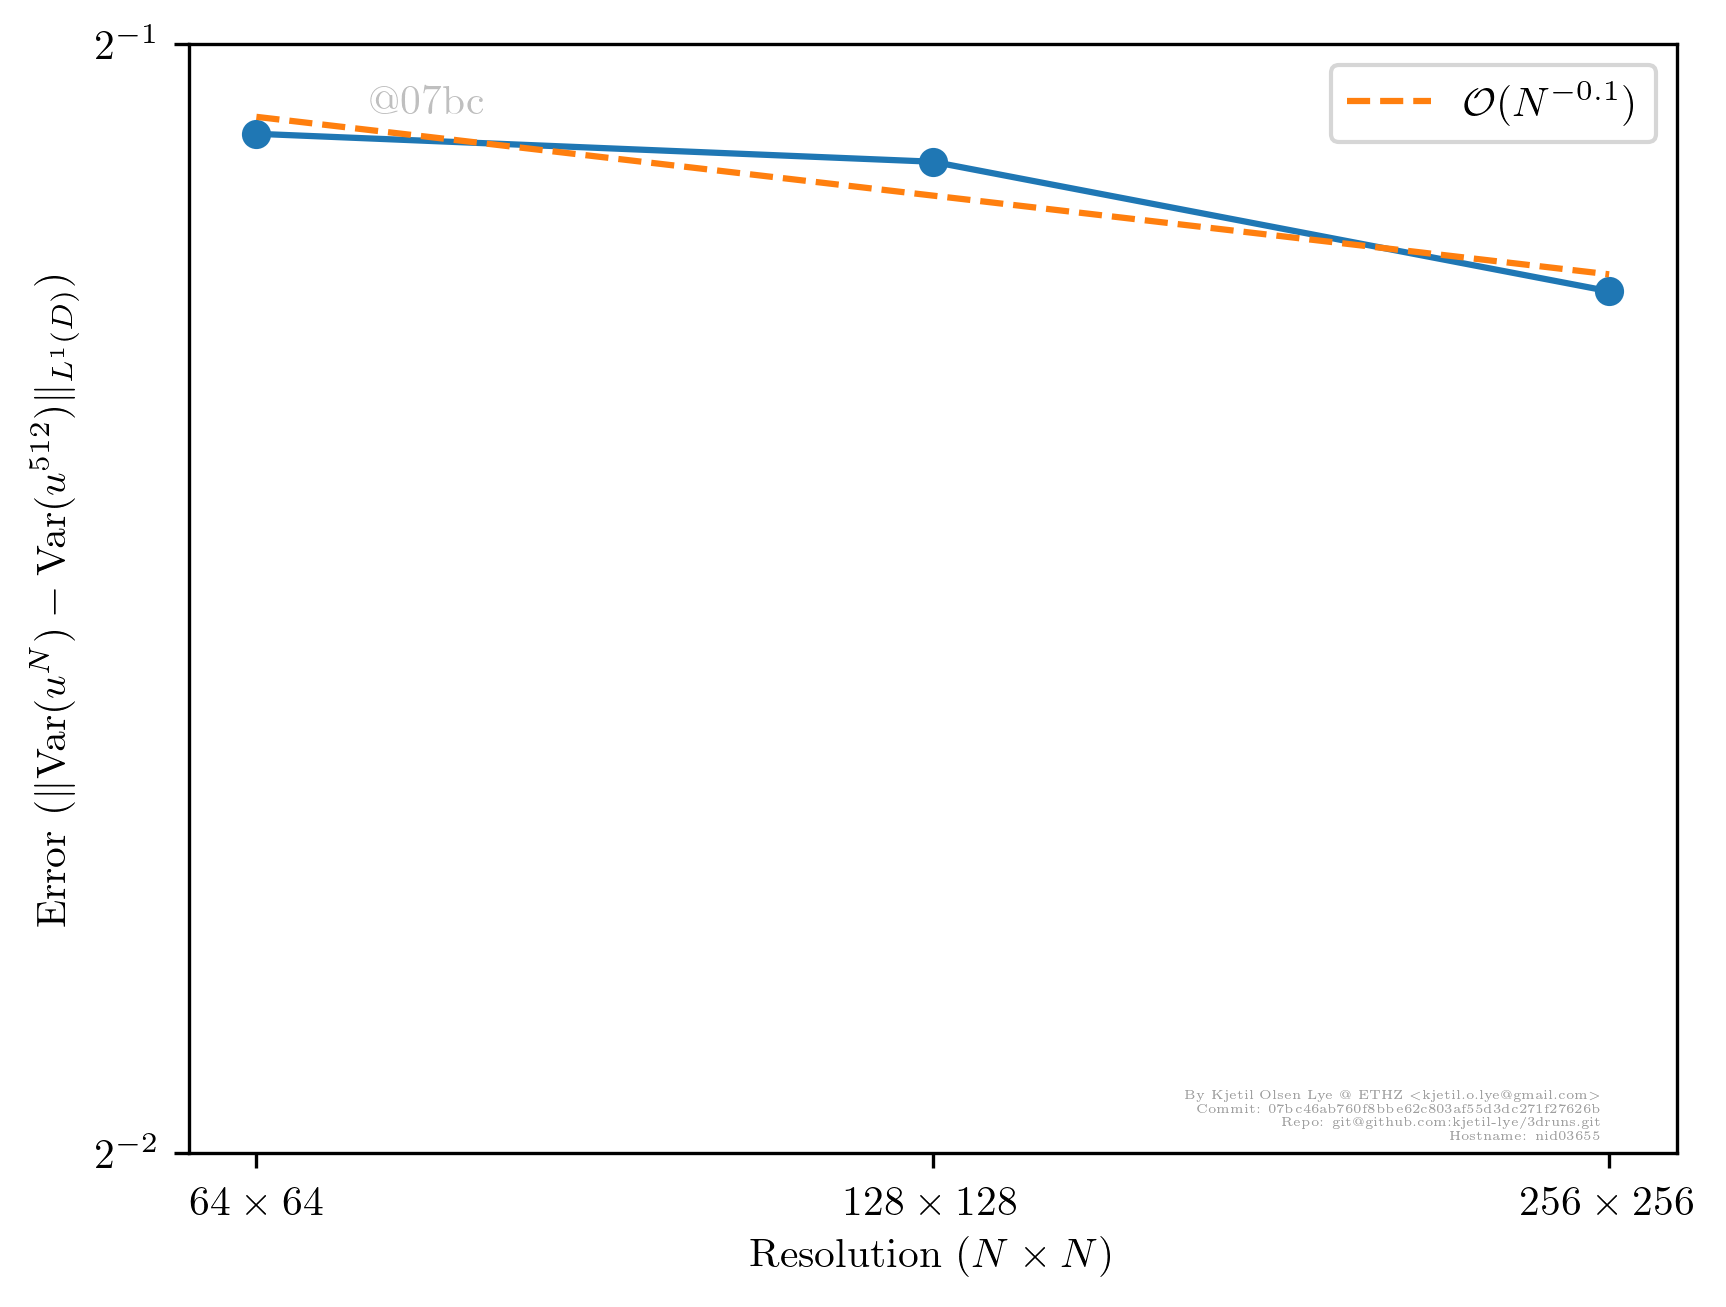 2^{-1}
@07bc
O(N^{-0.1})
Error (||Var(u^N) − Var(u^{512})||_{L^1(D)})
By Kjetil Olsen Lye @ ETHZ <kjetil.o.lye@gmail.com>
Commit: 07bc46ab760f8bbe62c803af55d3dc271f27626b
Repo: git@github.com:kjetil-lye/3druns.git
Hostname: nid03655
2^{-2}
64 × 64
128 × 128
256 × 256
Resolution (N × N)